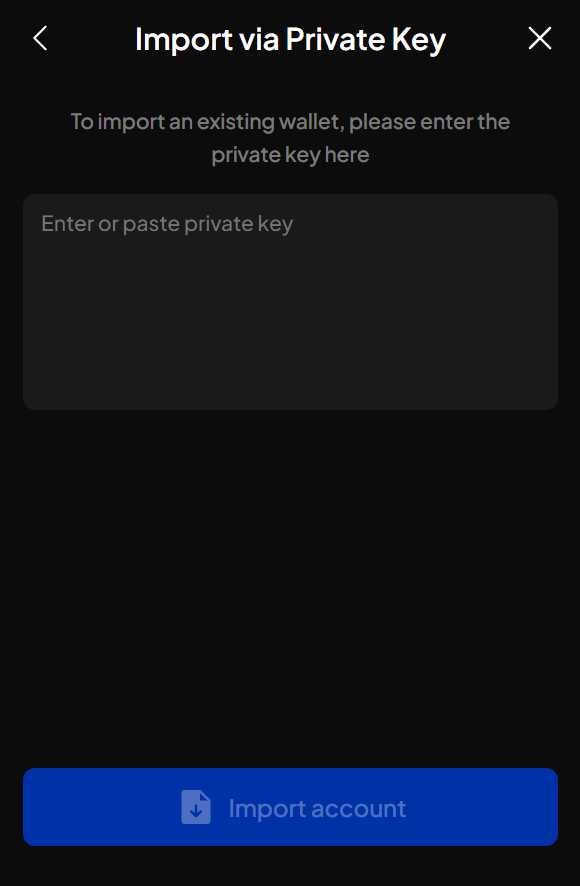 Import via Private Key
To import an existing wallet, please enter the
private key here
Enter or paste private key
Import account